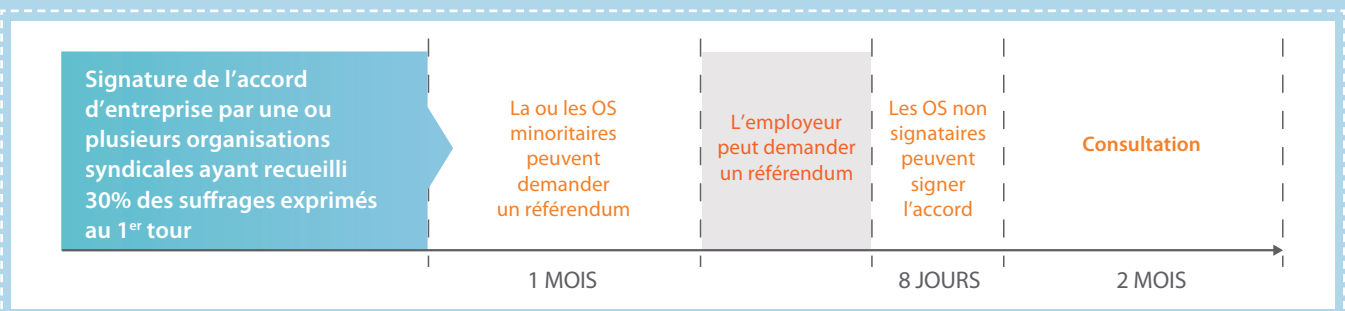 Signature de l’accord
d’entreprise par une ou
plusieurs organisations
syndicales ayant recueilli
30% des suffrages exprimés
au 1er tour
La ou les OS
minoritaires
peuvent
demander
un référendum
L’employeur
peut demander
un référendum
Les OS non
signataires
peuvent
signer
l’accord
Consultation
1 MOIS
8 JOURS
2 MOIS